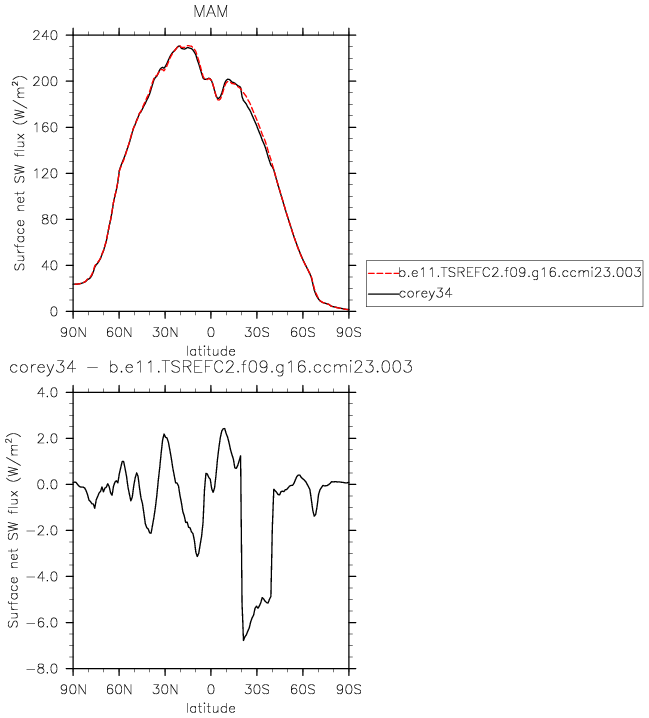 MAM
Surface net SW flux (W/m²)
240
200
160
120
80
40
0
90N 60N 30N 0 30S 60S 90S
latitude
b.e11.TSREFC2.f09.g16.ccmi23.003
corey34
corey34 − b.e11.TSREFC2.f09.g16.ccmi23.003
Surface net SW flux (W/m²)
4.0
2.0
0.0
−2.0
−4.0
−6.0
−8.0
90N 60N 30N 0 30S 60S 90S
latitude